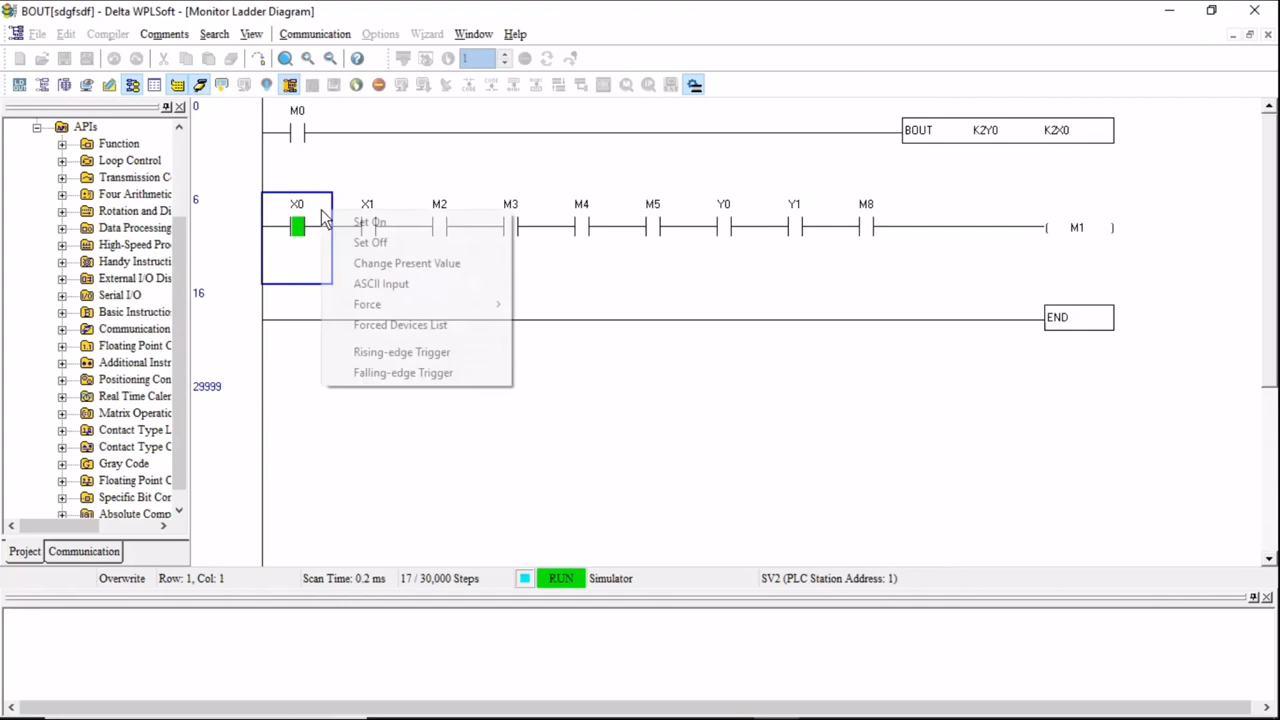 BOUT[sdgfsdf] - Delta WPLSoft - [Monitor Ladder Diagram]
File Edit Compiler Comments Search View Communication Options Wizard Window Help
1
APIs
Function
Loop Control
Transmission C
Four Arithmetic
Rotation and Di
Data Processing
High-Speed Pro
Handy Instructi
External I/O Dis
Serial I/O
Basic Instructio
Communication
Floating Point C
Additional Instr
Positioning Con
Real Time Caler
Matrix Operatio
Contact Type L
Contact Type C
Gray Code
Floating Point C
Specific Bit Cor
Absolute Comp
Project Communication
0
M0
BOUT K2Y0 K2X0
6
X0 X1 M2 M3 M4 M5 Y0 Y1 M8
( M1 )
16
END
29999
Set On
Set Off
Change Present Value
ASCII Input
Force
Forced Devices List
Rising-edge Trigger
Falling-edge Trigger
Overwrite Row: 1, Col: 1 Scan Time: 0.2 ms 17 / 30,000 Steps RUN Simulator SV2 (PLC Station Address: 1)